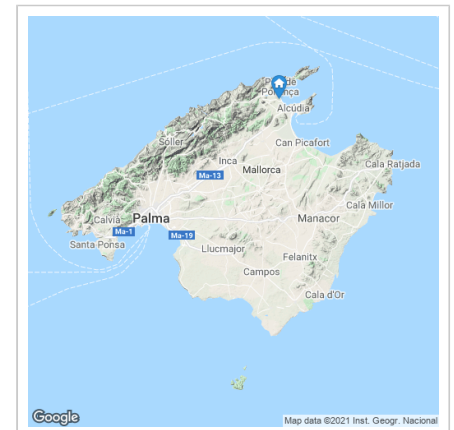 Port de
Pollença
Alcúdia
Sóller
Can Picafort
Inca
Mallorca
Cala Ratjada
Ma-13
Cala Millor
Calvià
Palma
Manacor
Ma-1
Ma-19
Santa Ponsa
Llucmajor
Felanitx
Campos
Cala d'Or
Google
Map data ©2021 Inst. Geogr. Nacional